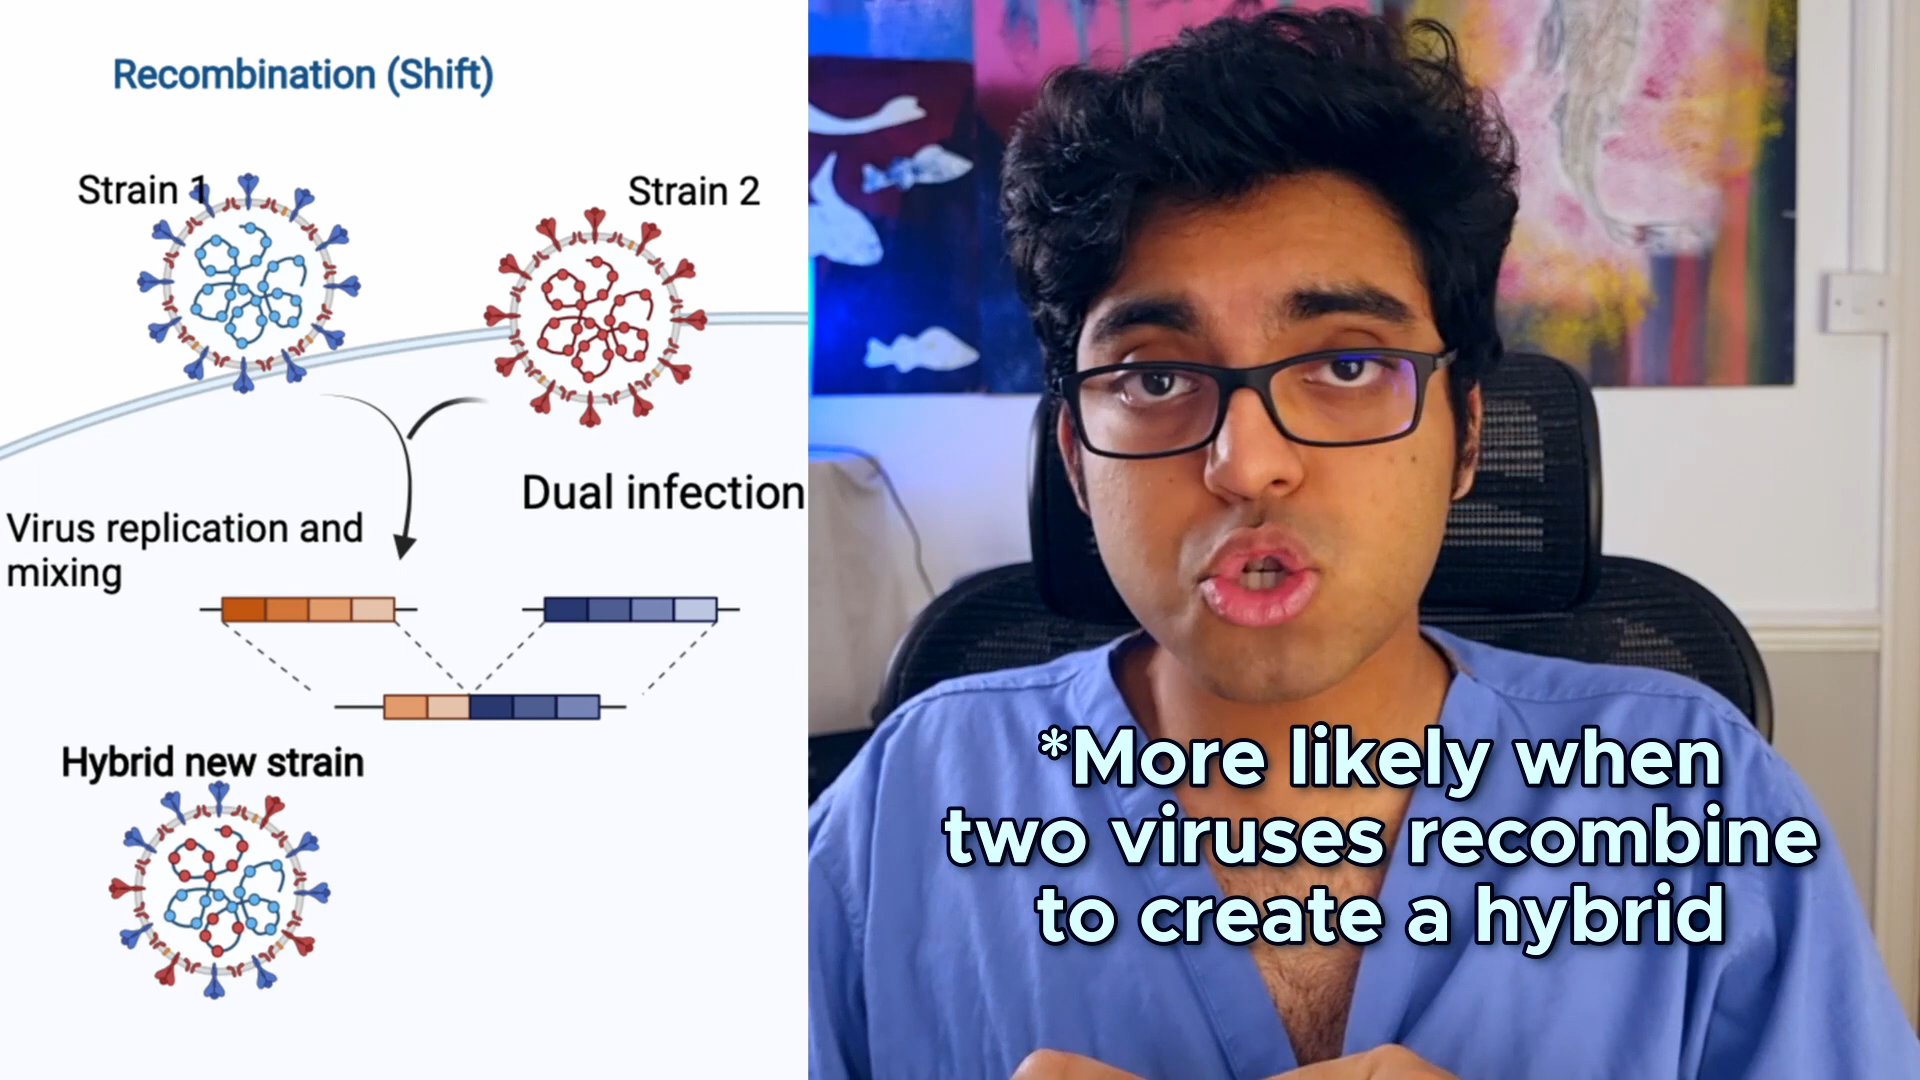 Recombination (Shift)
Strain 1
Strain 2
Dual infection
Virus replication and
mixing
Hybrid new strain
*More likely when
two viruses recombine
to create a hybrid